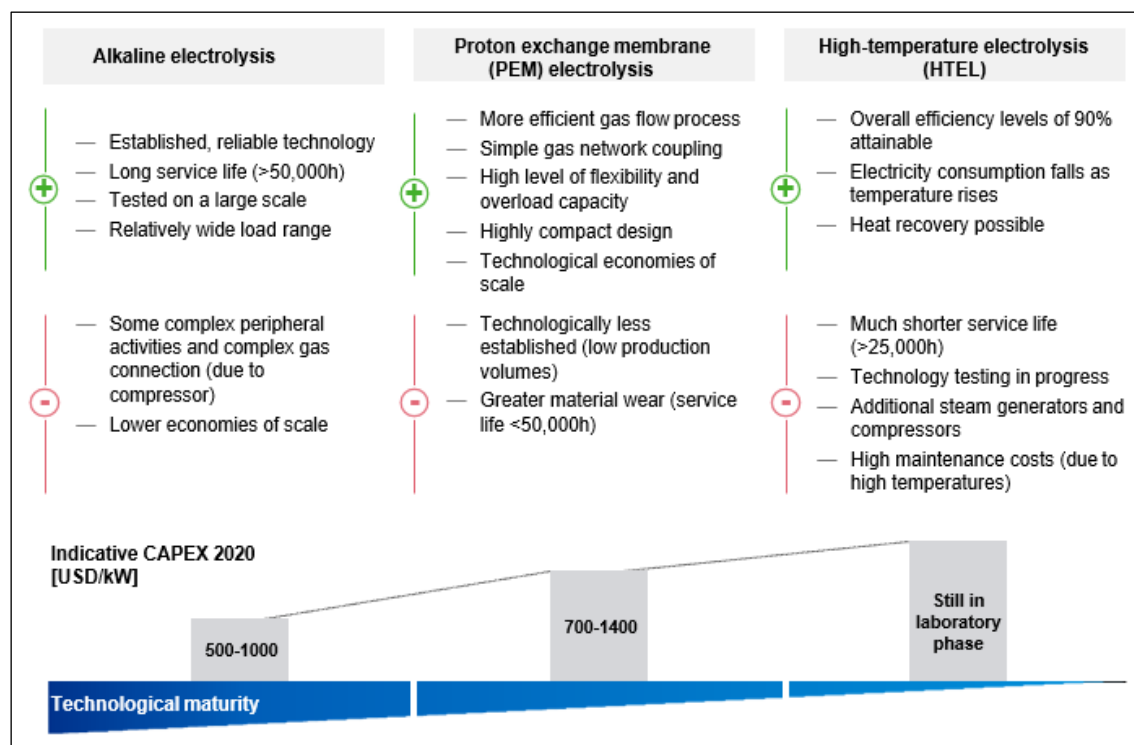 Alkaline electrolysis
— Established, reliable technology
— Long service life (>50,000h)
— Tested on a large scale
— Relatively wide load range
+
— Some complex peripheral
activities and complex gas
connection (due to
compressor)
— Lower economies of scale
-
Proton exchange membrane
(PEM) electrolysis
— More efficient gas flow process
— Simple gas network coupling
— High level of flexibility and
overload capacity
— Highly compact design
— Technological economies of
scale
+
— Technologically less
established (low production
volumes)
— Greater material wear (service
life <50,000h)
-
High-temperature electrolysis
(HTEL)
— Overall efficiency levels of 90%
attainable
— Electricity consumption falls as
temperature rises
— Heat recovery possible
+
— Much shorter service life
(>25,000h)
— Technology testing in progress
— Additional steam generators and
compressors
— High maintenance costs (due to
high temperatures)
-
Indicative CAPEX 2020
[USD/kW]
500-1000
700-1400
Still in
laboratory
phase
Technological maturity